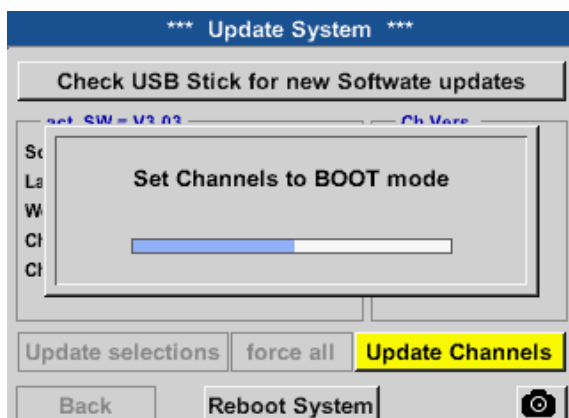 *** Update System ***
Check USB Stick for new Softwate updates
act. SW = V3.03
Ch Vers.
Set Channels to BOOT mode
Update selections force all Update Channels
Back Reboot System